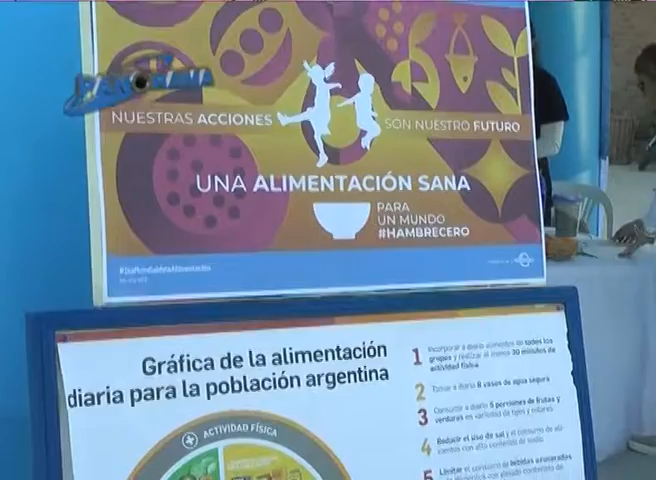 PANORAMA
NUESTRAS ACCIONES SON NUESTRO FUTURO
UNA ALIMENTACIÓN SANA
PARA
UN MUNDO
#HAMBRECERO
Gráfica de la alimentación
diaria para la población argentina
ACTIVIDAD FÍSICA
1 Incorporar a diario alimentos de todos los
grupos y realizar al menos 30 minutos de
actividad física
2 Tomar a diario 8 vasos de agua segura
3 Consumir a diario 5 porciones de frutas y
verduras en variedad de tipos y colores
4 Reducir el uso de sal y el consumo de ali-
mentos con alto contenido de sodio
5 Limitar el consumo de bebidas azucaradas